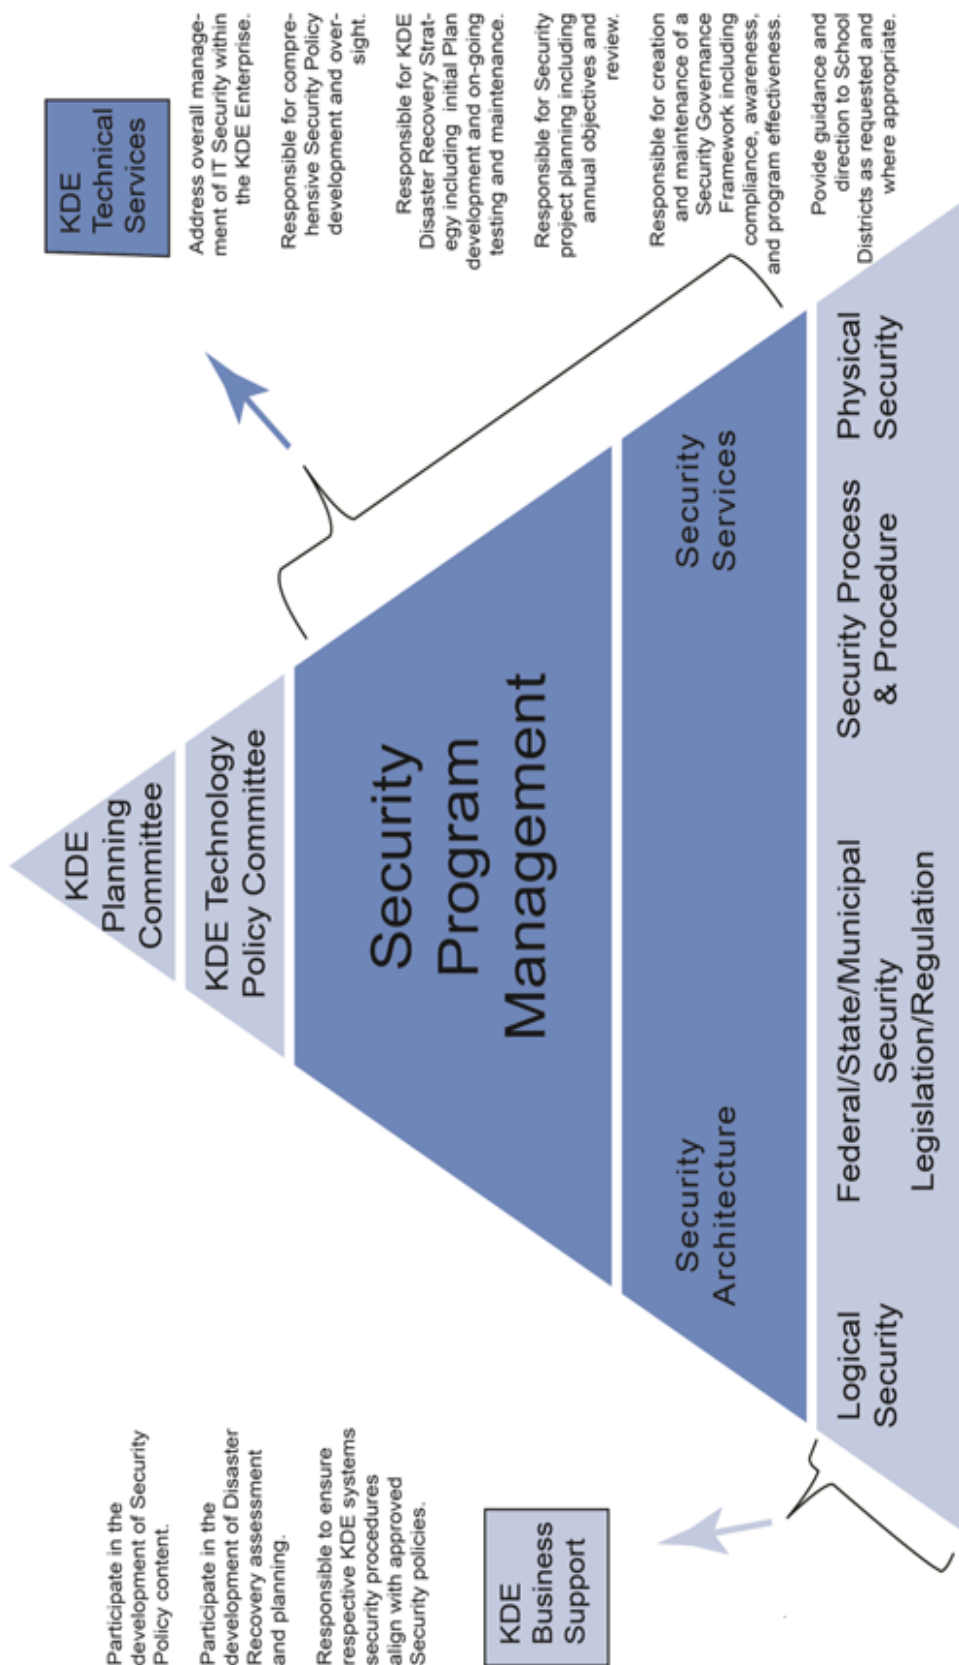 Participate in the
development of Security
Policy content.
Participate in the
development of Disaster
Recovery assessment
and planning.
Responsible to ensure
respective KDE systems
security procedures
align with approved
Security policies.
KDE
Business
Support
KDE
Planning
Committee
KDE Technology
Policy Committee
Security
Program
Management
Security
Architecture
Security
Services
Logical
Security
Federal/State/Municipal
Security
Legislation/Regulation
Security Process
& Procedure
Physical
Security
KDE
Technical
Services
Address overall manage-
ment of IT Security within
the KDE Enterprise.
Responsible for compre-
hensive Security Policy
development and over-
sight.
Responsible for KDE
Disaster Recovery Strat-
egy including initial Plan
development and on-going
testing and maintenance.
Responsible for Security
project planning including
annual objectives and
review.
Responsible for creation
and maintenance of a
Security Governance
Framework including
compliance, awareness,
and program effectiveness.
Povide guidance and
direction to School
Districts as requested and
where appropriate.